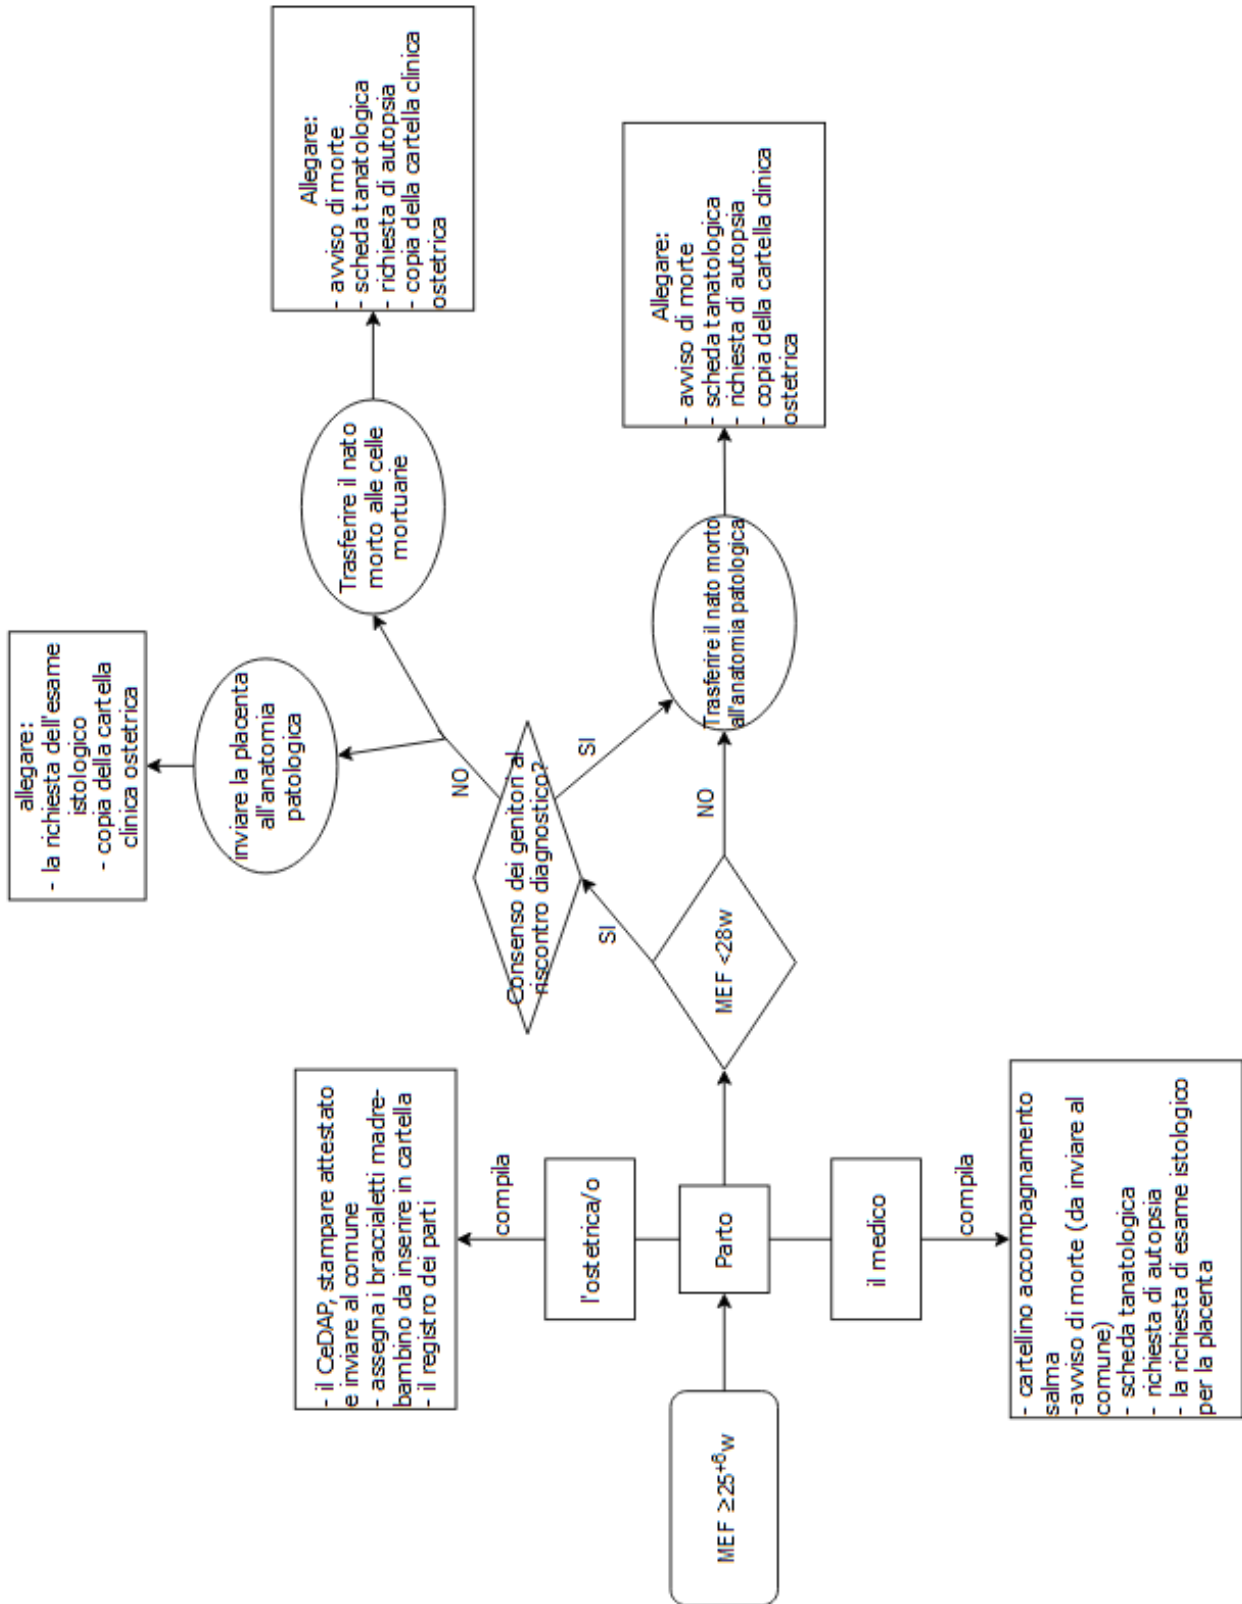 MEF ≥25+6w
Parto
l'ostetrica/o
compila
- il CeDAP, stampare attestato
e inviare al comune
- assegna i braccialetti madre-
bambino da inserire in cartella
- il registro dei parti
il medico
compila
- cartellino accompagnamento
salma
-avviso di morte (da inviare al
comune)
- scheda tanatologica
- richiesta di autopsia
- la richiesta di esame istologico
per la placenta
MEF <28w
SI
NO
Consenso dei genitori al
riscontro diagnostico?
NO
SI
inviare la placenta
all'anatomia
patologica
allegare:
- la richiesta dell'esame
istologico
- copia della cartella
clinica ostetrica
Trasferire il nato
morto alle celle
mortuarie
Allegare:
- avviso di morte
- scheda tanatologica
- richiesta di autopsia
- copia della cartella clinica
ostetrica
Trasferire il nato morto
all'anatomia patologica
Allegare:
- avviso di morte
- scheda tanatologica
- richiesta di autopsia
- copia della cartella clinica
ostetrica